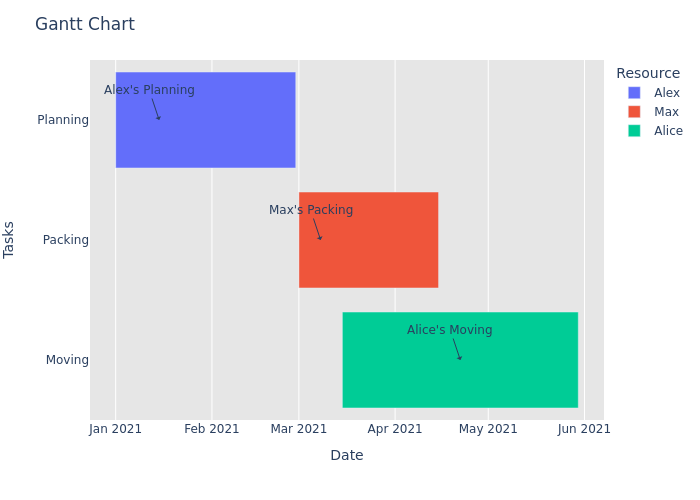 Gantt Chart
Resource
Alex
Max
Alice
Tasks
Planning
Alex's Planning
Packing
Max's Packing
Moving
Alice's Moving
Jan 2021 Feb 2021 Mar 2021 Apr 2021 May 2021 Jun 2021
Date